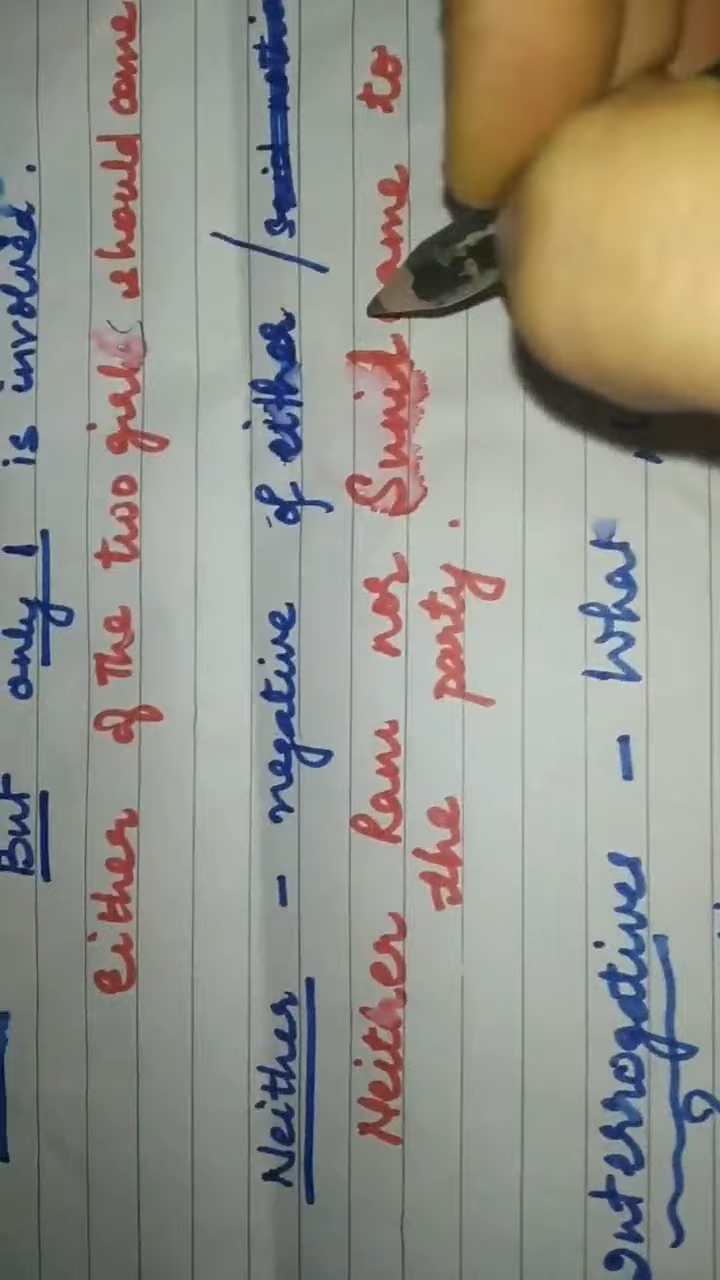 But only 1 is involved.
Either of the two girls should come
Neither - negative of either /
Neither Ram nor Sunil came to
the party.
Interrogatives - What